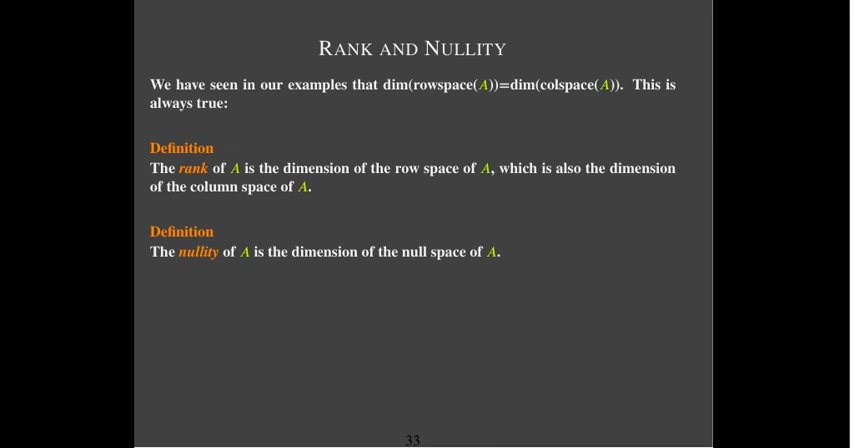 RANK AND NULLITY
We have seen in our examples that dim(rowspace(A))=dim(colspace(A)). This is
always true:
Definition
The rank of A is the dimension of the row space of A, which is also the dimension
of the column space of A.
Definition
The nullity of A is the dimension of the null space of A.
33